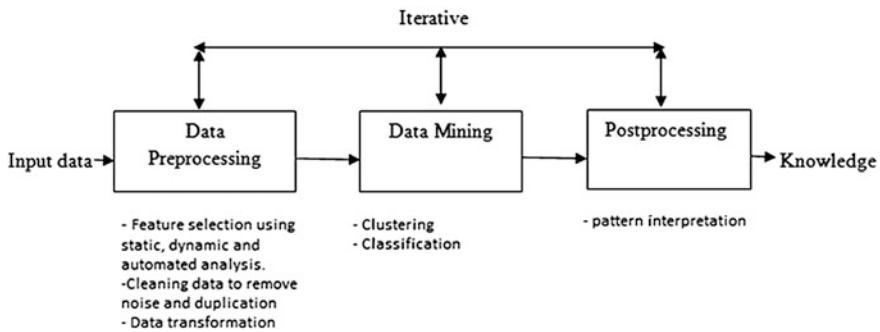 Iterative
Data
Preprocessing
Data Mining
Postprocessing
Input data
Knowledge
- Feature selection using
static, dynamic and
automated analysis.
-Cleaning data to remove
noise and duplication
- Data transformation
- Clustering
- Classification
- pattern interpretation